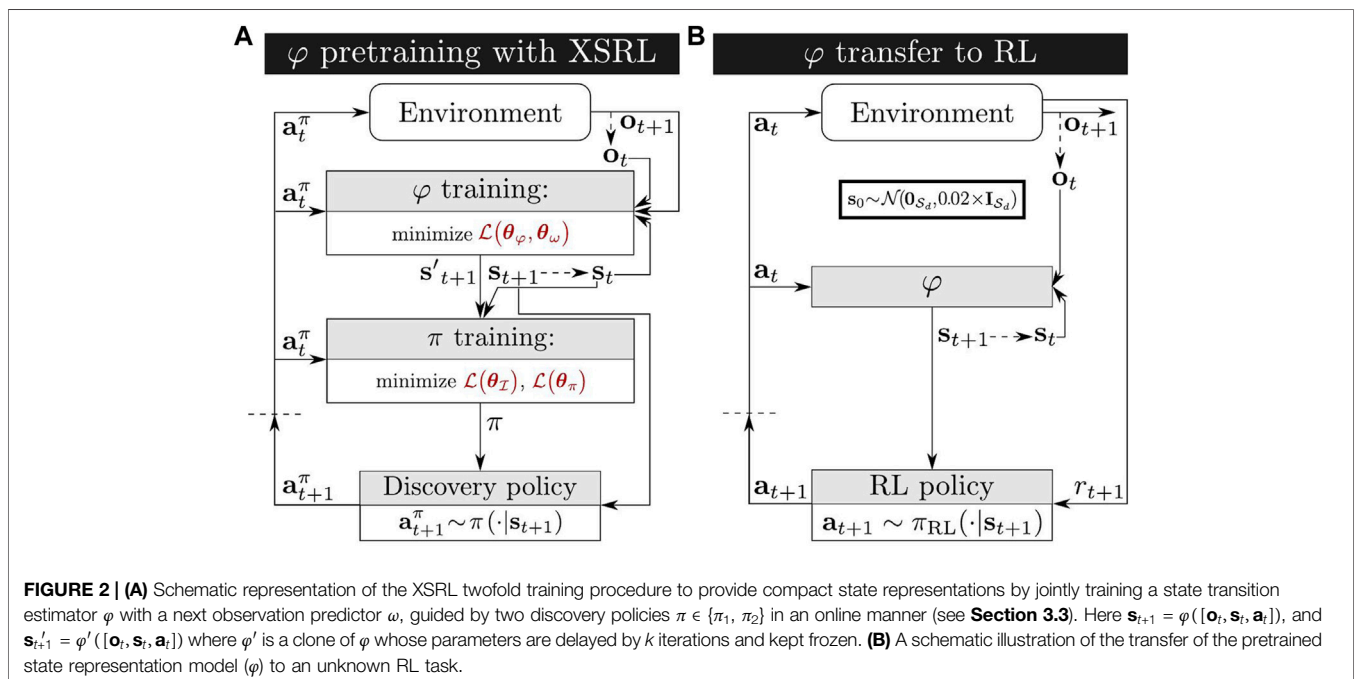 A
φ pretraining with XSRL
Environment
a_t^π
o_{t+1}
o_t
a_t^π
φ training:
minimize L(θ_φ, θ_ω)
s'_{t+1} s_{t+1} s_t
a_t^π
π training:
minimize L(θ_I), L(θ_π)
π
a_{t+1}^π
Discovery policy
a_{t+1}^π ~ π(·|s_{t+1})
B
φ transfer to RL
Environment
a_t
o_{t+1}
o_t
s_0 ~ N(0_{S_d}, 0.02 × I_{S_d})
a_t
φ
s_{t+1} s_t
a_{t+1}
RL policy
r_{t+1}
a_{t+1} ~ π_RL(·|s_{t+1})
FIGURE 2 | (A) Schematic representation of the XSRL twofold training procedure to provide compact state representations by jointly training a state transition
estimator φ with a next observation predictor ω, guided by two discovery policies π ∈ {π_1, π_2} in an online manner (see Section 3.3). Here s_{t+1} = φ([o_t, s_t, a_t]), and
s'_{t+1} = φ'([o_t, s_t, a_t]) where φ' is a clone of φ whose parameters are delayed by k iterations and kept frozen. (B) A schematic illustration of the transfer of the pretrained
state representation model (φ) to an unknown RL task.